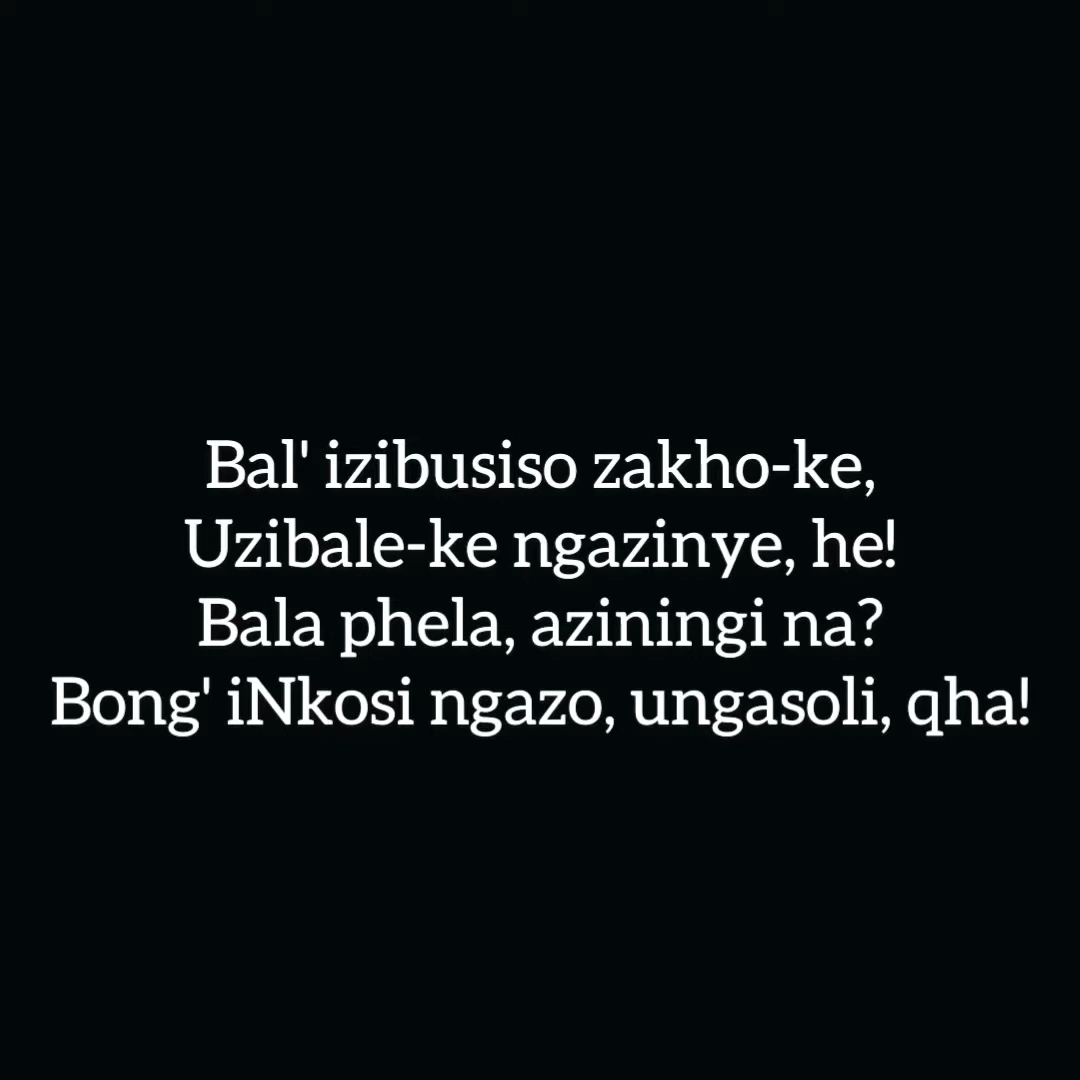 Bal' izibusiso zakho-ke,
Uzibale-ke ngazinye, he!
Bala phela, aziningi na?
Bong' iNkosi ngazo, ungasoli, qha!